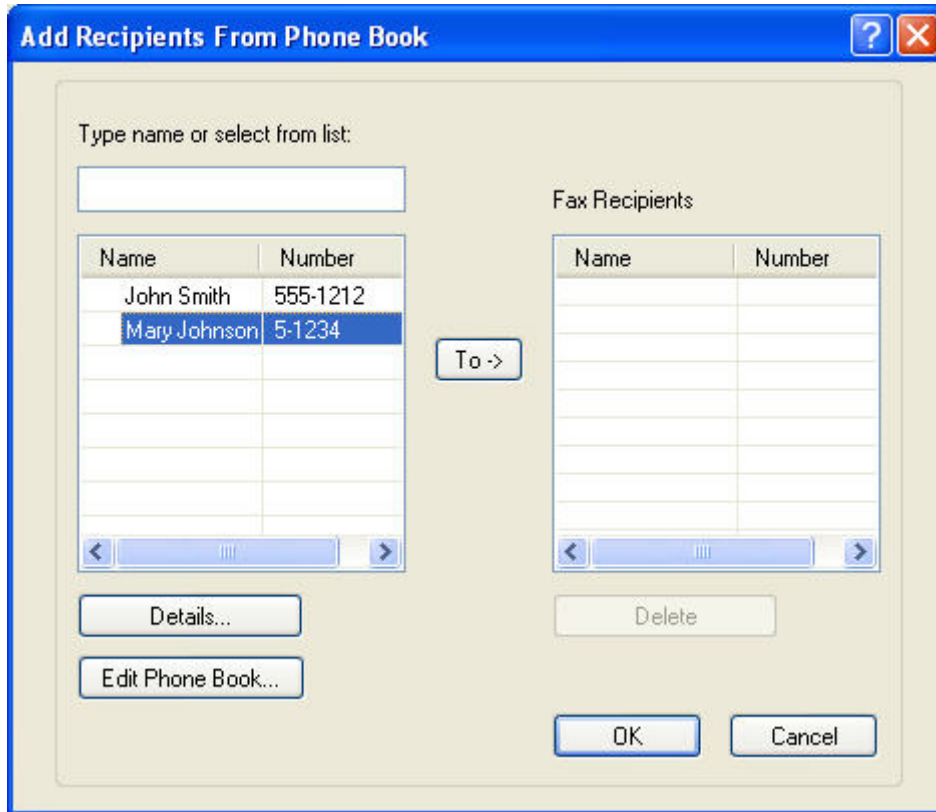 Add Recipients From Phone Book
Type name or select from list:
Name Number
John Smith 555-1212
Mary Johnson 5-1234
Details...
Edit Phone Book...
To ->
Fax Recipients
Name Number
Delete
OK Cancel